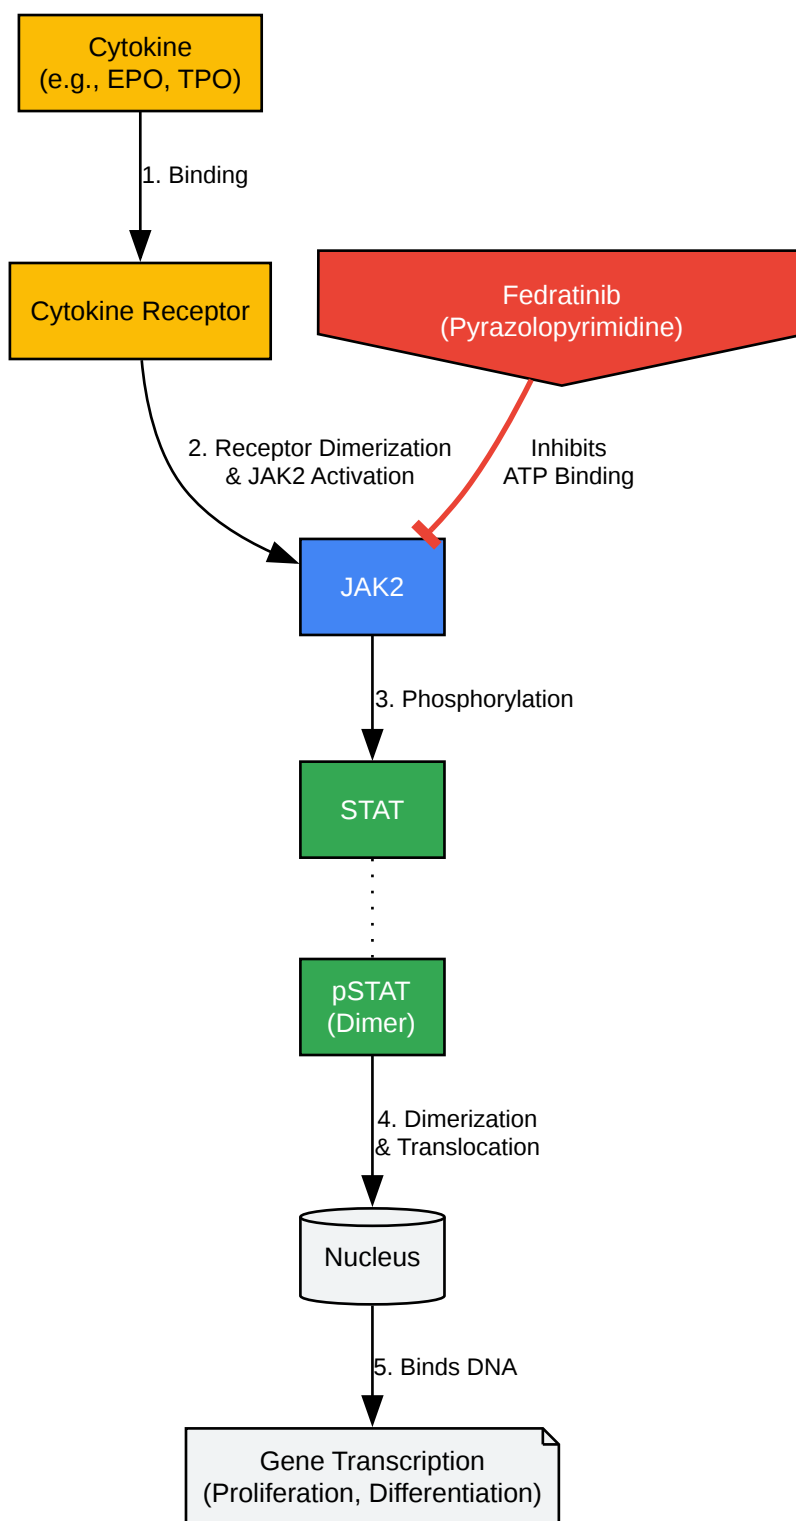 Cytokine
(e.g., EPO, TPO)
1. Binding
Cytokine Receptor
Fedratinib
(Pyrazolopyrimidine)
2. Receptor Dimerization
& JAK2 Activation
Inhibits
ATP Binding
JAK2
3. Phosphorylation
STAT
pSTAT
(Dimer)
4. Dimerization
& Translocation
Nucleus
5. Binds DNA
Gene Transcription
(Proliferation, Differentiation)